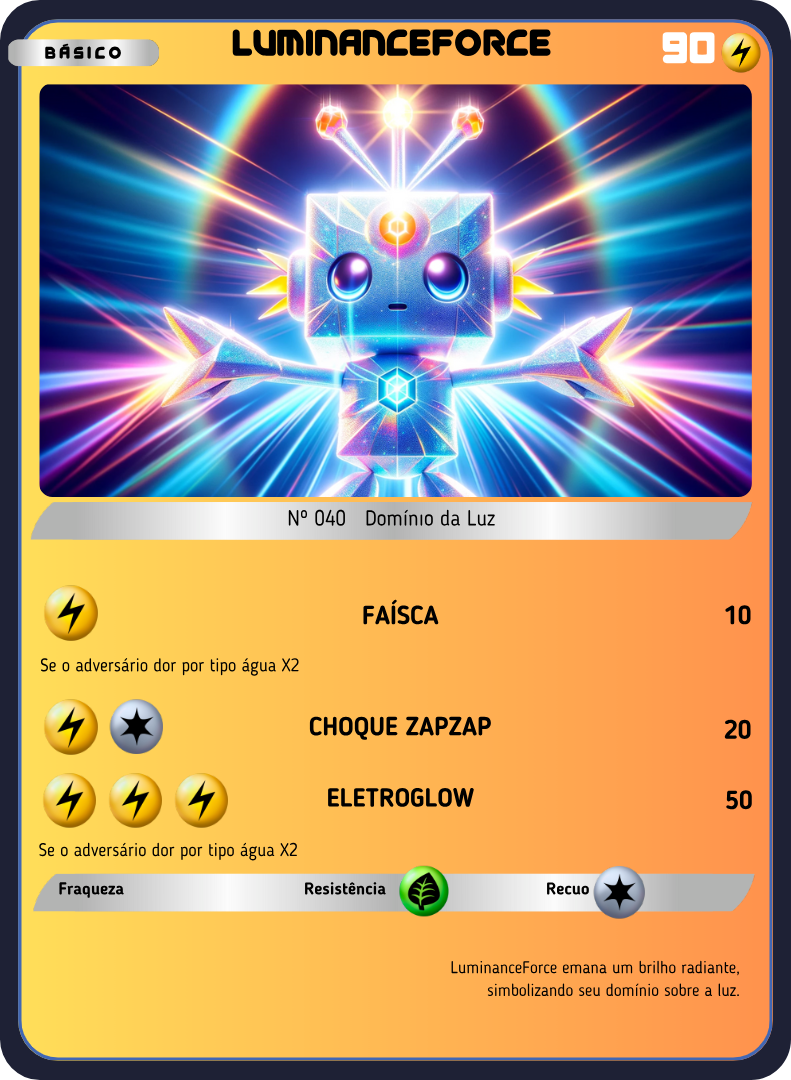 BÁSICO
LUMINANCEFORCE
90
Nº 040 Domínio da Luz
FAÍSCA 10
Se o adversário dor por tipo água X2
CHOQUE ZAPZAP 20
ELETROGLOW 50
Se o adversário dor por tipo água X2
Fraqueza Resistência Recuo
LuminanceForce emana um brilho radiante,
simbolizando seu domínio sobre a luz.